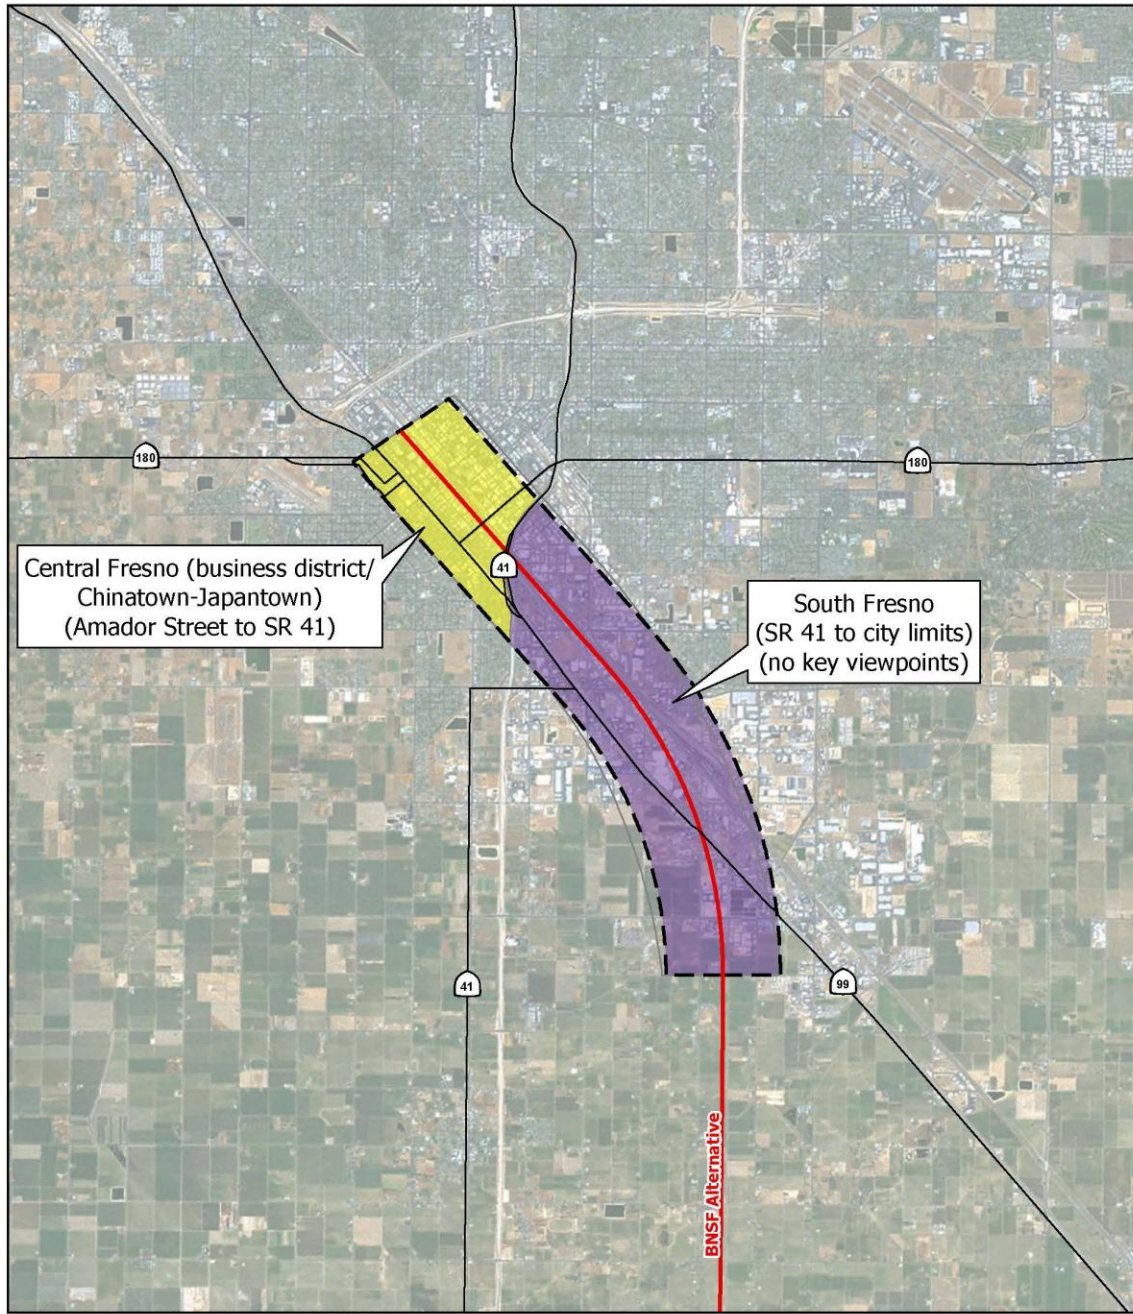 180
180
Central Fresno (business district/
Chinatown-Japantown)
(Amador Street to SR 41)
41
South Fresno
(SR 41 to city limits)
(no key viewpoints)
41
99
BNSF Alternative